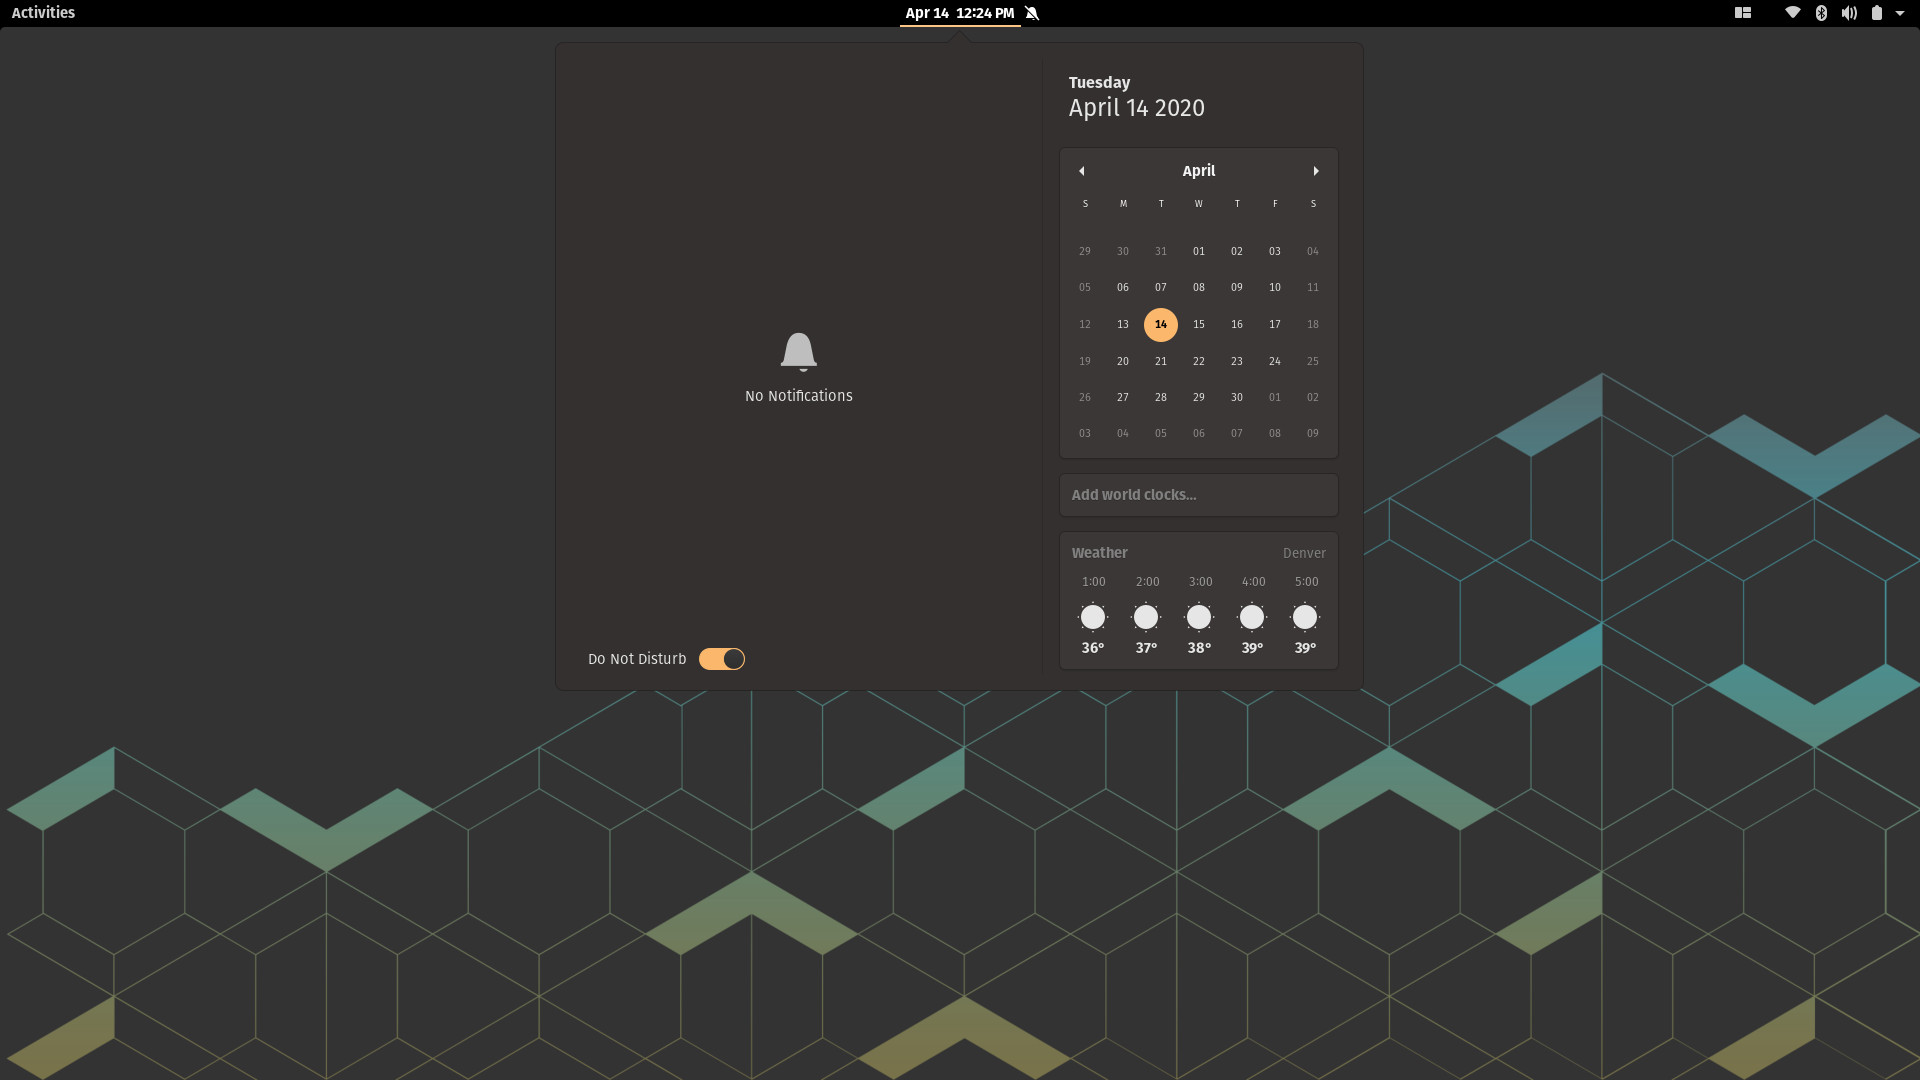 Activities
Apr 14 12:24 PM
No Notifications
Do Not Disturb
Tuesday
April 14 2020
April
S M T W T F S
29 30 31 01 02 03 04
05 06 07 08 09 10 11
12 13 14 15 16 17 18
19 20 21 22 23 24 25
26 27 28 29 30 01 02
03 04 05 06 07 08 09
Add world clocks...
Weather Denver
1:00 2:00 3:00 4:00 5:00
36° 37° 38° 39° 39°